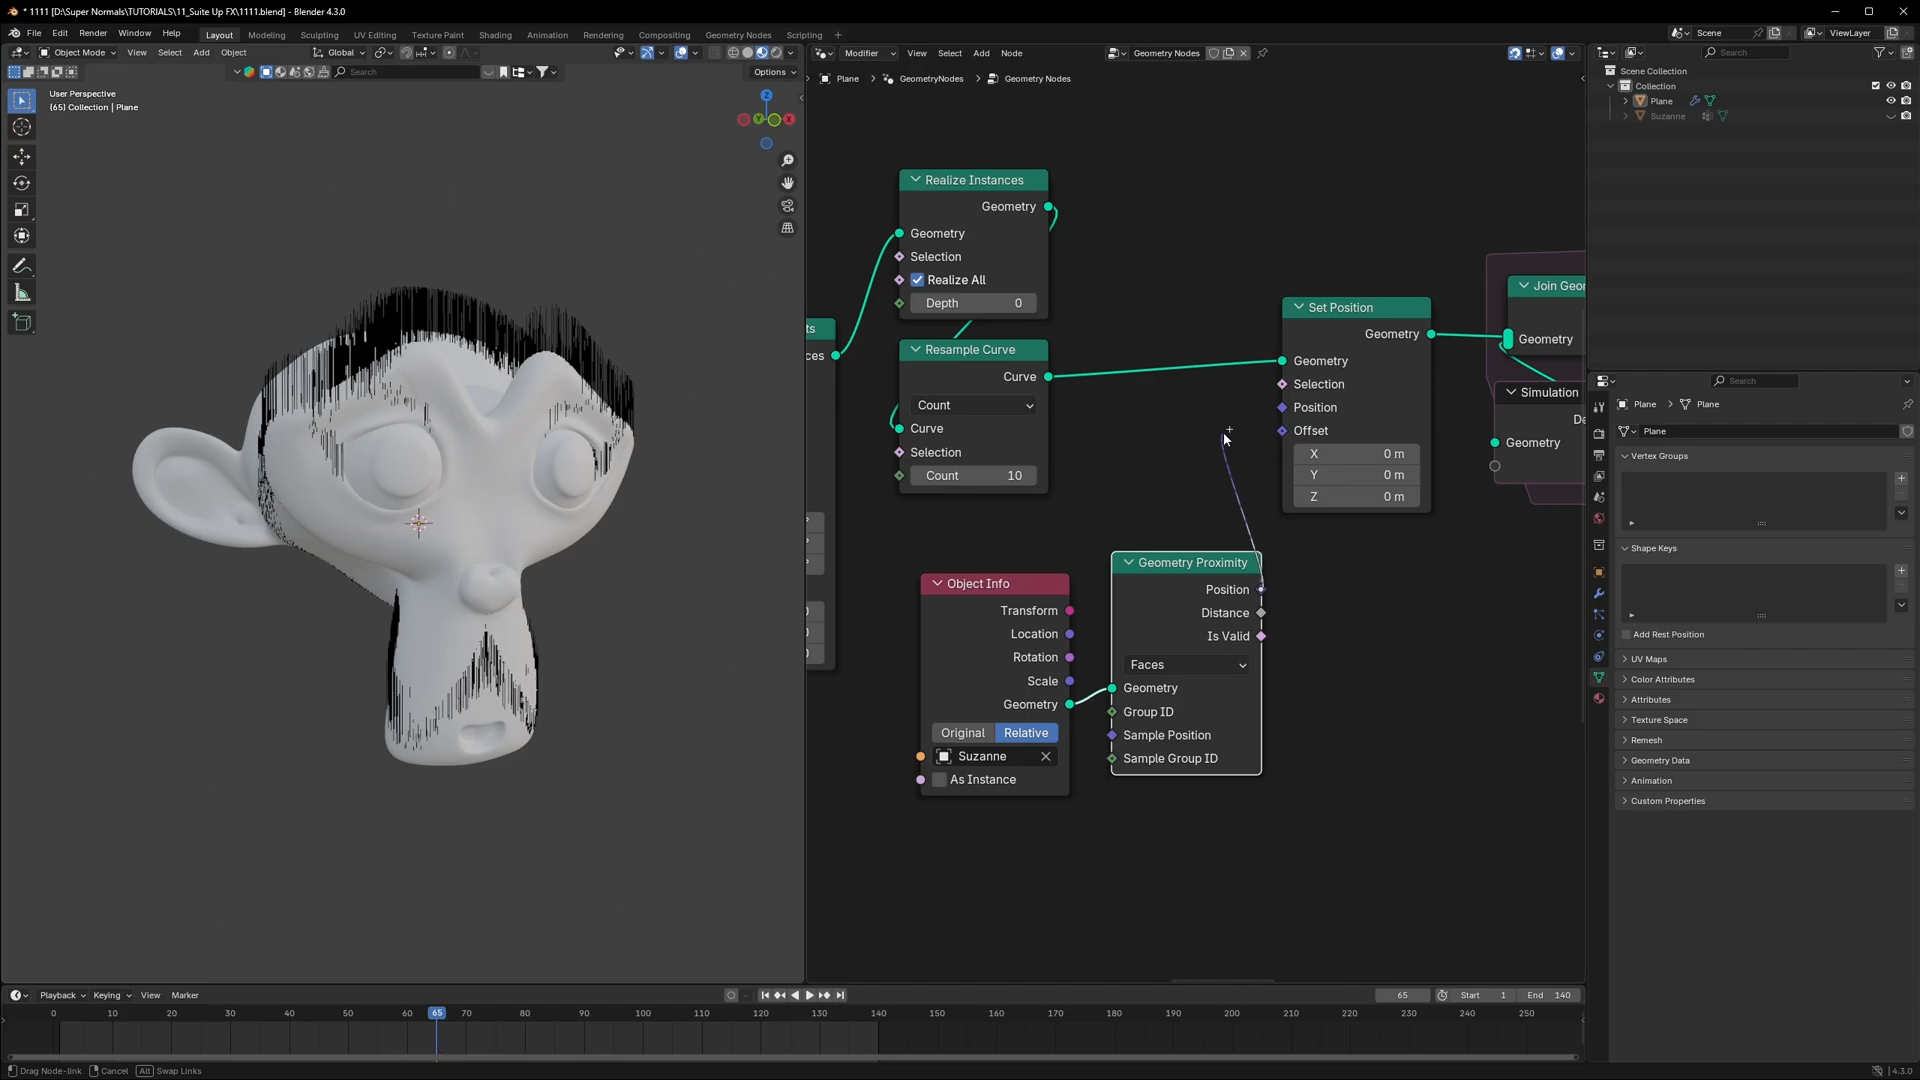 * 1111 [D:\Super Normals\TUTORIALS\11_Suite Up FX\1111.blend] - Blender 4.3.0
File Edit Render Window Help Layout Modeling Sculpting UV Editing Texture Paint Shading Animation Rendering Compositing Geometry Nodes Scripting + Scene ViewLayer
Object Mode View Select Add Object Global
Modifier View Select Add Node Geometry Nodes
Search
Search Options
Plane > GeometryNodes > Geometry Nodes
User Perspective
(65) Collection | Plane
Z
Y
X
Scene Collection
Collection
Plane
Suzanne
Realize Instances
Geometry
Geometry
Selection
Realize All
Depth 0
ts
ces
Resample Curve
Curve
Count
Curve
Selection
Count 10
Set Position
Geometry
Geometry
Selection
Position
Offset
X 0 m
Y 0 m
Z 0 m
Join Geor
Geometry
Simulation
De
Geometry
Object Info
Transform
Location
Rotation
Scale
Geometry
Original Relative
Suzanne
As Instance
Geometry Proximity
Position
Distance
Is Valid
Faces
Geometry
Group ID
Sample Position
Sample Group ID
Search
Plane > Plane
Plane
Vertex Groups
Shape Keys
Add Rest Position
UV Maps
Color Attributes
Attributes
Texture Space
Remesh
Geometry Data
Animation
Custom Properties
Playback Keying View Marker 65 Start 1 End 140
0 10 20 30 40 50 60 65 70 80 90 100 110 120 130 140 150 160 170 180 190 200 210 220 230 240 250
Drag Node-link Cancel Alt Swap Links 4.3.0